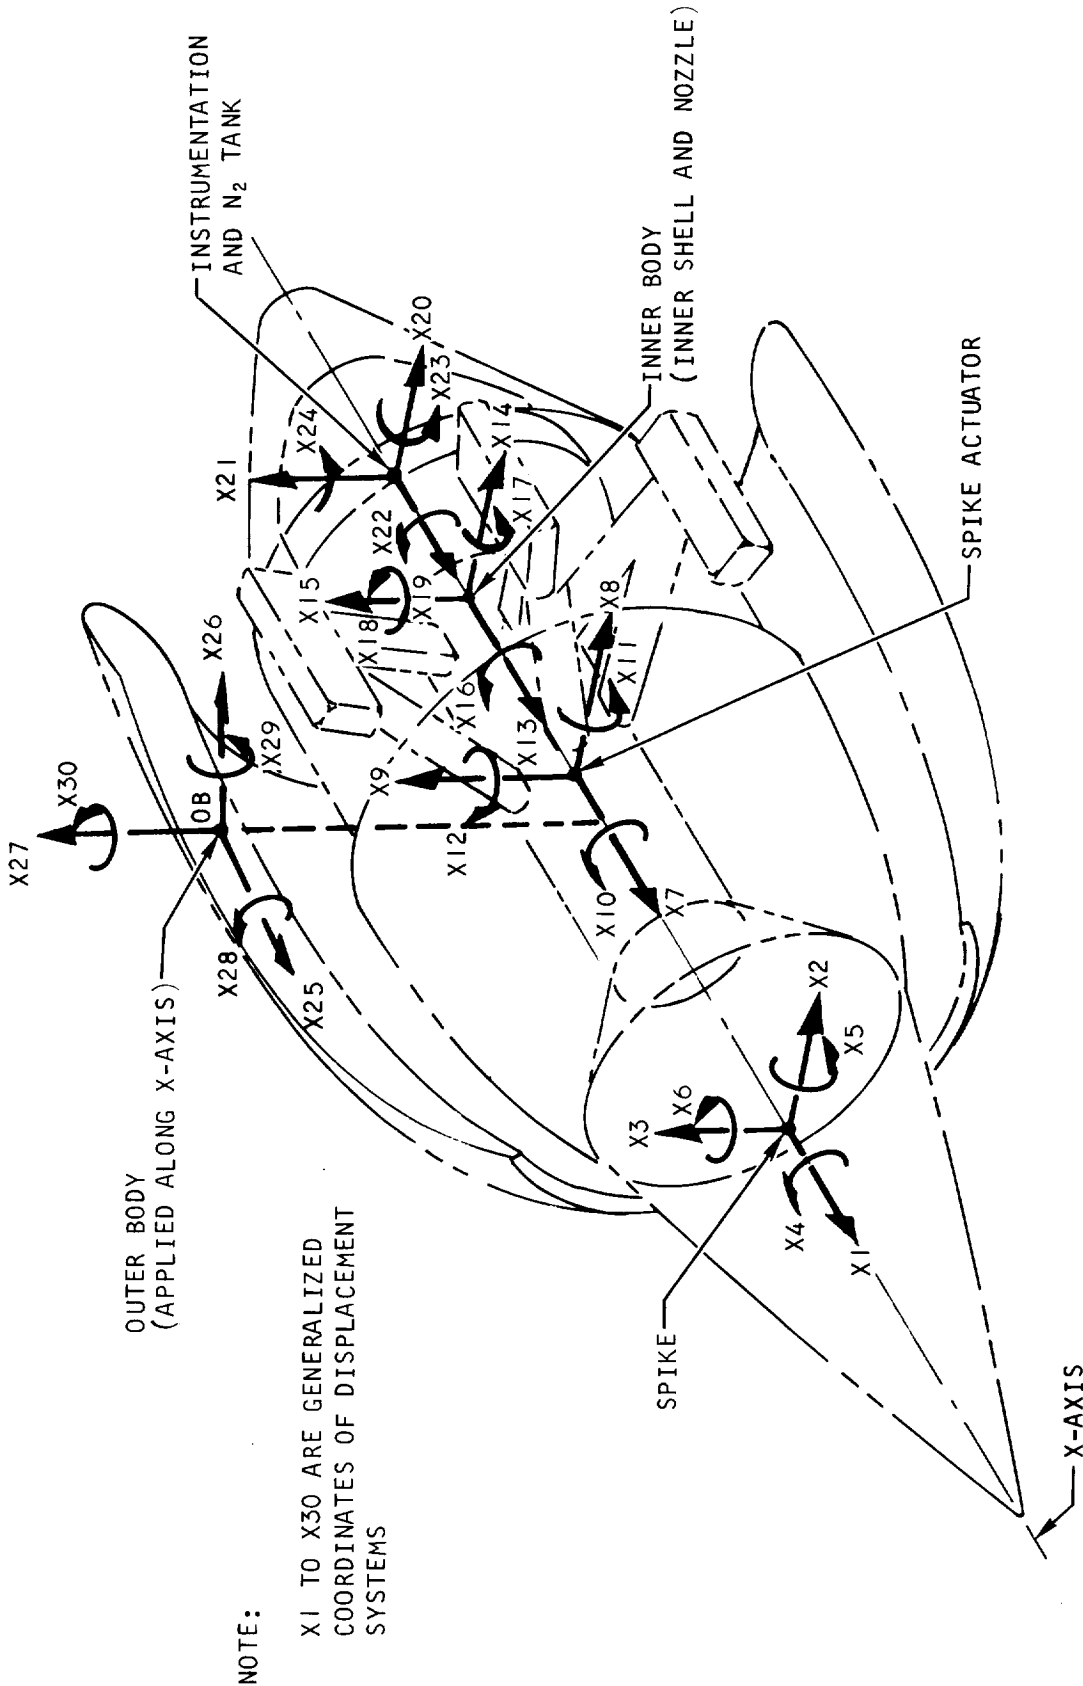 X27
X30
OB
X26
X29
X28
X25
OUTER BODY
(APPLIED ALONG X-AXIS)
INSTRUMENTATION
AND N₂ TANK
X21
X24
X20
X23
X22
X15
X18
X19
X14
X17
X16
X13
INNER BODY
(INNER SHELL AND NOZZLE)
X9
X12
X8
X11
X10
X7
SPIKE ACTUATOR
X3
X6
X2
X5
X4
X1
SPIKE
X-AXIS
NOTE:
X1 TO X30 ARE GENERALIZED
COORDINATES OF DISPLACEMENT
SYSTEMS